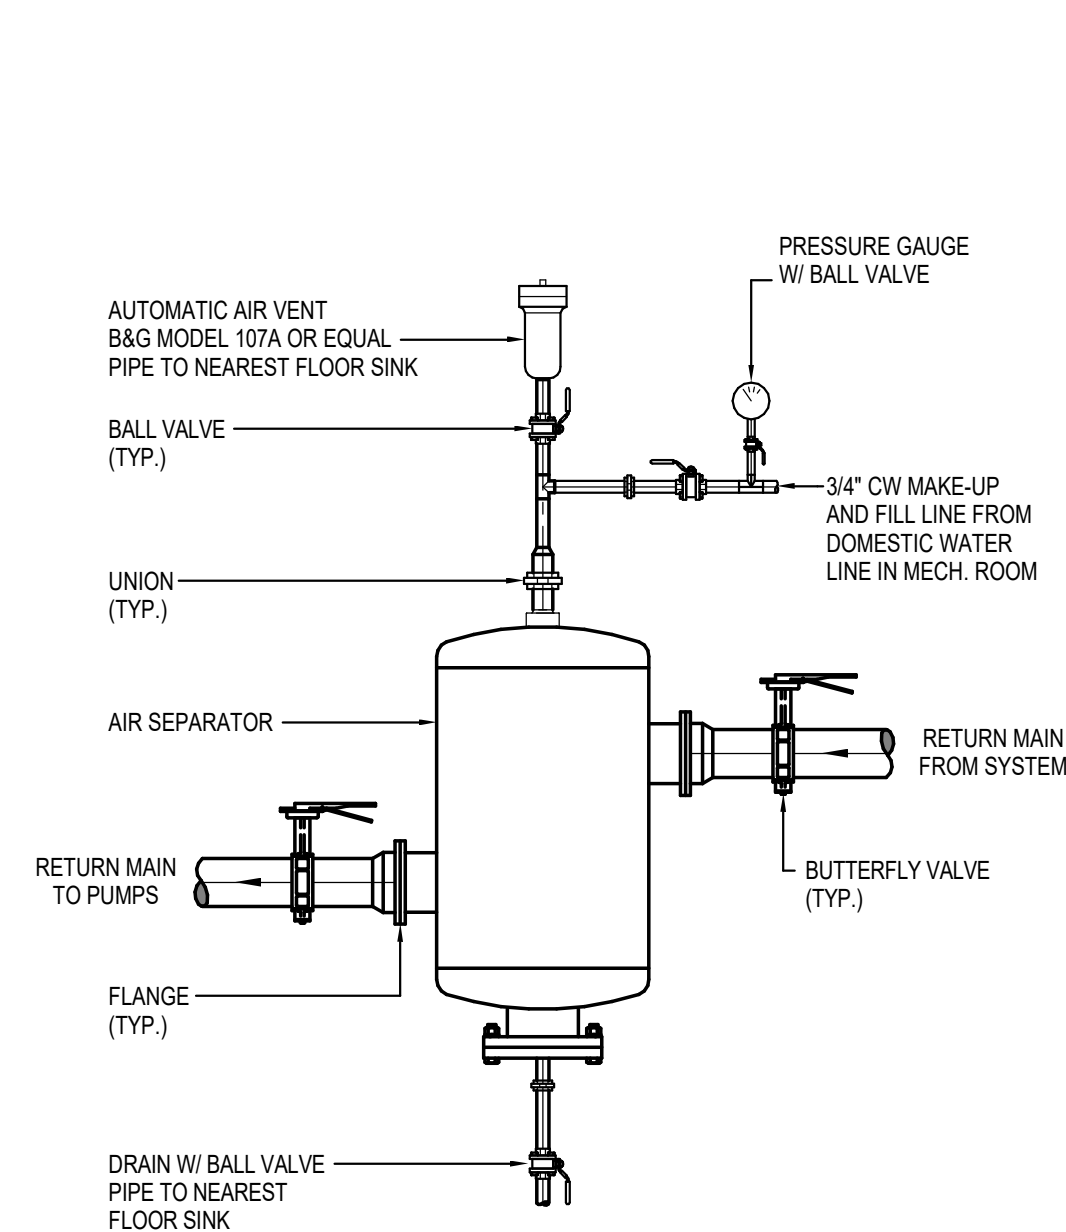 PRESSURE GAUGE
W/ BALL VALVE
AUTOMATIC AIR VENT
B&G MODEL 107A OR EQUAL
PIPE TO NEAREST FLOOR SINK
BALL VALVE
(TYP.)
3/4" CW MAKE-UP
AND FILL LINE FROM
DOMESTIC WATER
LINE IN MECH. ROOM
UNION
(TYP.)
AIR SEPARATOR
RETURN MAIN
FROM SYSTEM
RETURN MAIN
TO PUMPS
BUTTERFLY VALVE
(TYP.)
FLANGE
(TYP.)
DRAIN W/ BALL VALVE
PIPE TO NEAREST
FLOOR SINK